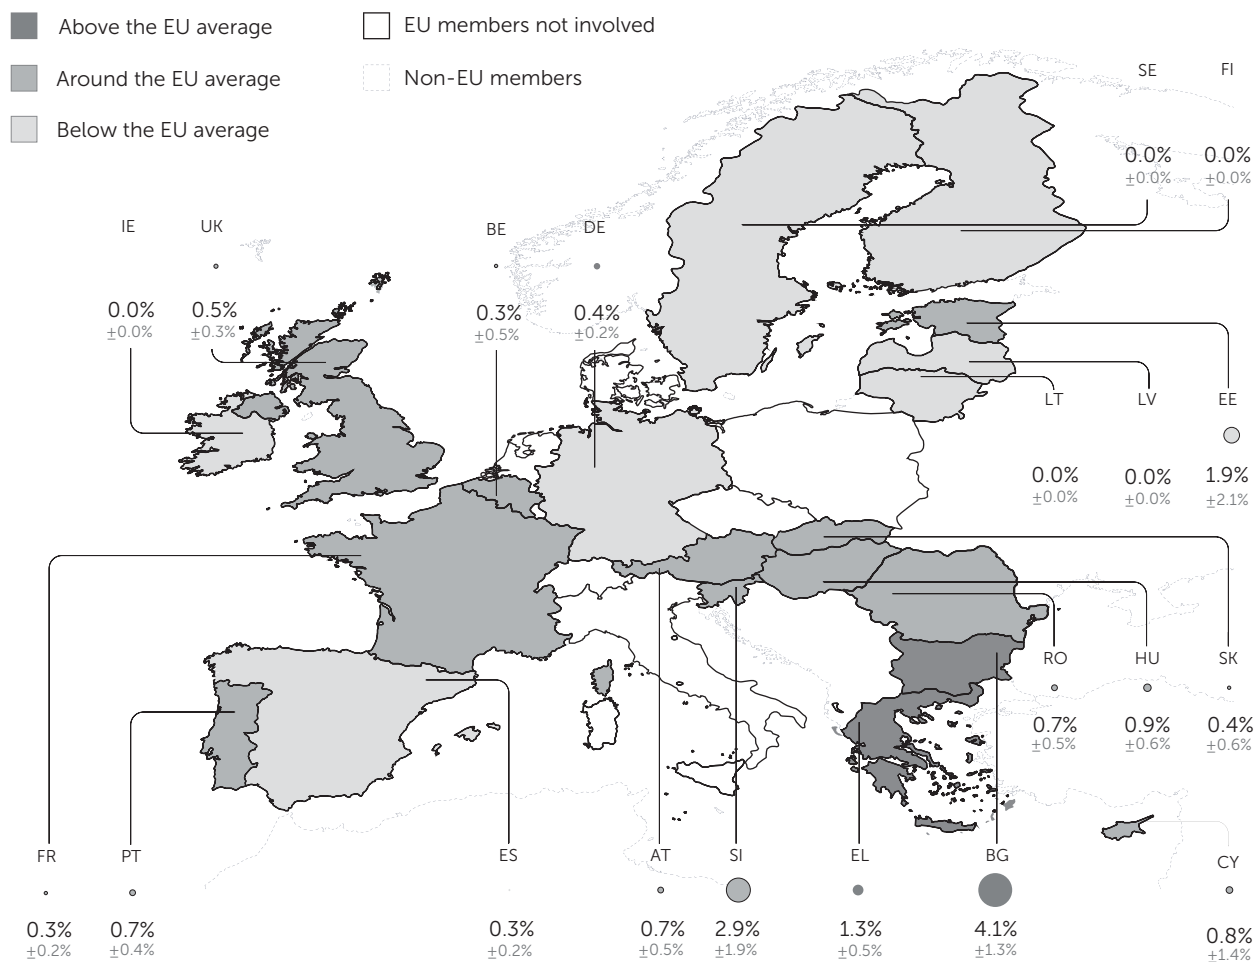 Above the EU average
EU members not involved
Around the EU average
Non-EU members
Below the EU average
SE FI
0.0% 0.0%
±0.0% ±0.0%
IE UK BE DE
0.0% 0.5% 0.3% 0.4%
±0.0% ±0.3% ±0.5% ±0.2%
LT LV EE
0.0% 0.0% 1.9%
±0.0% ±0.0% ±2.1%
RO HU SK
0.7% 0.9% 0.4%
±0.5% ±0.6% ±0.6%
FR PT ES AT SI EL BG CY
0.3% 0.7% 0.3% 0.7% 2.9% 1.3% 4.1% 0.8%
±0.2% ±0.4% ±0.2% ±0.5% ±1.9% ±0.5% ±1.3% ±1.4%